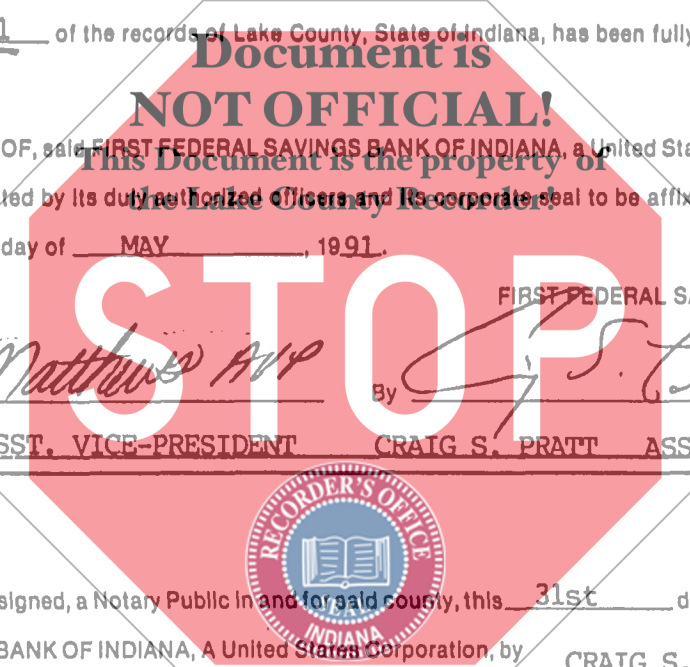 1 of the records of Lake County, State of Indiana, has been fully
Document is
NOT OFFICIAL!
OF, said FIRST FEDERAL SAVINGS BANK OF INDIANA, a United Sta
This Document is the property of
ted by its duly authorized officers and its corporate seal to be affix
the Lake County Recorder!
day of MAY, 1991.
STOP
FIRST FEDERAL SA
Matthews AVP By S.
SST. VICE-PRESIDENT CRAIG S. PRATT ASS
RECORDER'S OFFICE
SEAL
INDIANA
signed, a Notary Public in and for said county, this 31st d
BANK OF INDIANA, A United States Corporation, by CRAIG S.